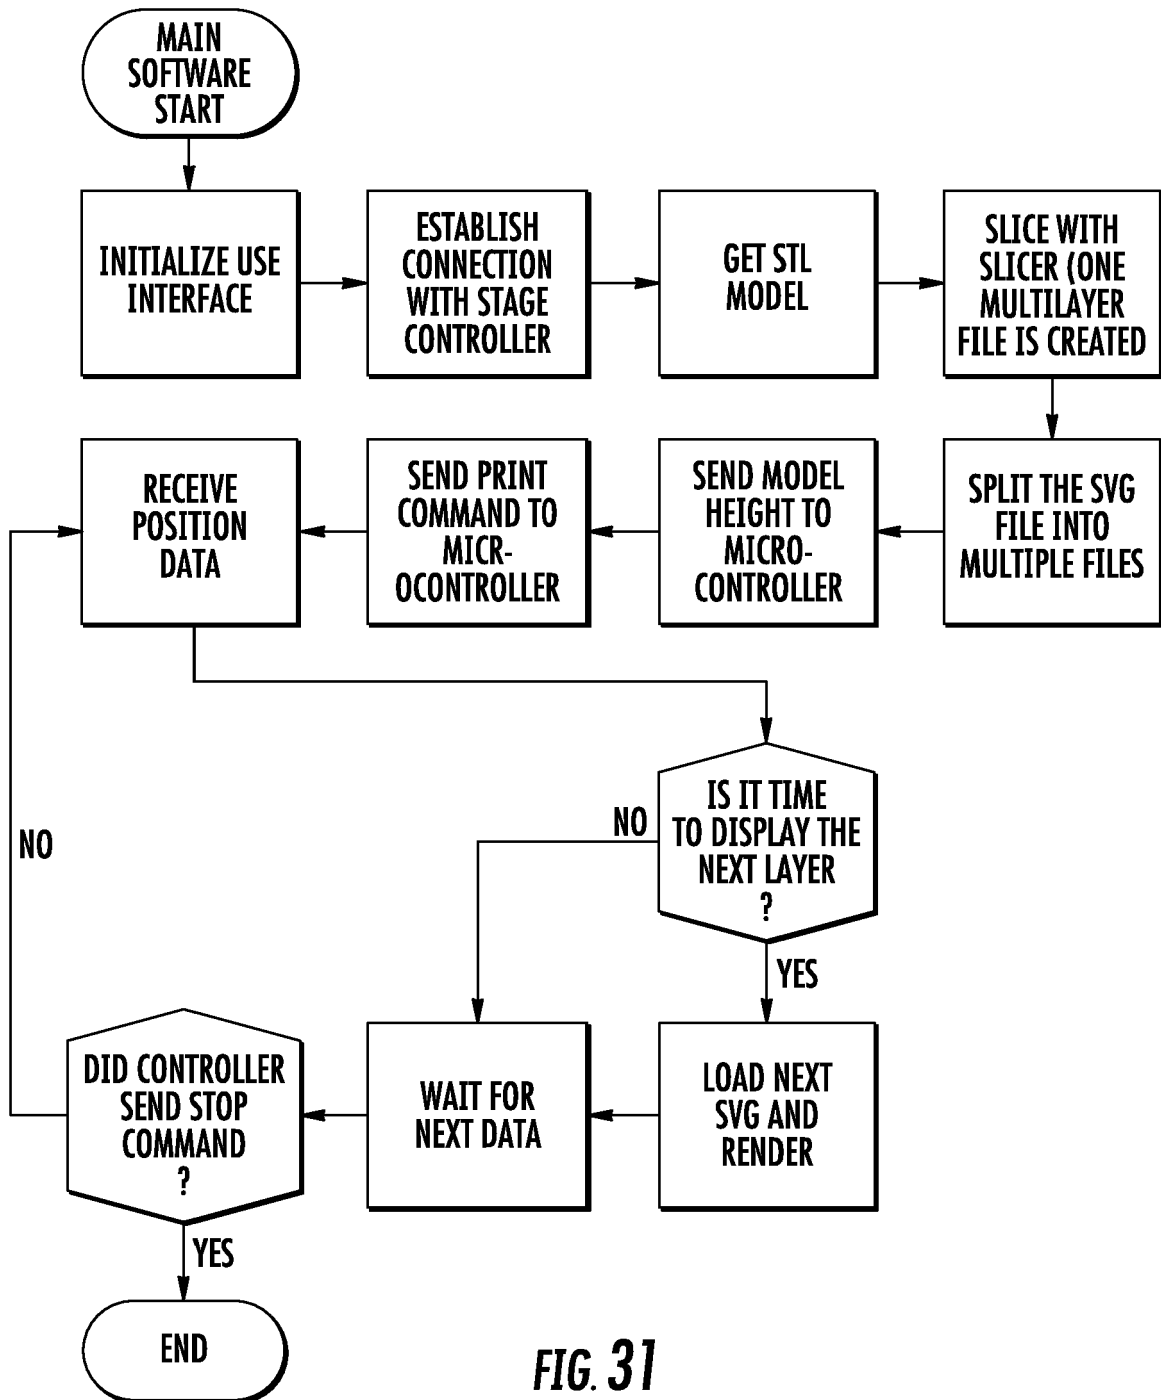 MAIN
SOFTWARE
START
INITIALIZE USE
INTERFACE
ESTABLISH
CONNECTION
WITH STAGE
CONTROLLER
GET STL
MODEL
SLICE WITH
SLICER (ONE
MULTILAYER
FILE IS CREATED
RECEIVE
POSITION
DATA
SEND PRINT
COMMAND TO
MICR-
OCONTROLLER
SEND MODEL
HEIGHT TO
MICRO-
CONTROLLER
SPLIT THE SVG
FILE INTO
MULTIPLE FILES
IS IT TIME
TO DISPLAY THE
NEXT LAYER
?
NO
NO
YES
DID CONTROLLER
SEND STOP
COMMAND
?
WAIT FOR
NEXT DATA
LOAD NEXT
SVG AND
RENDER
YES
END
FIG. 31